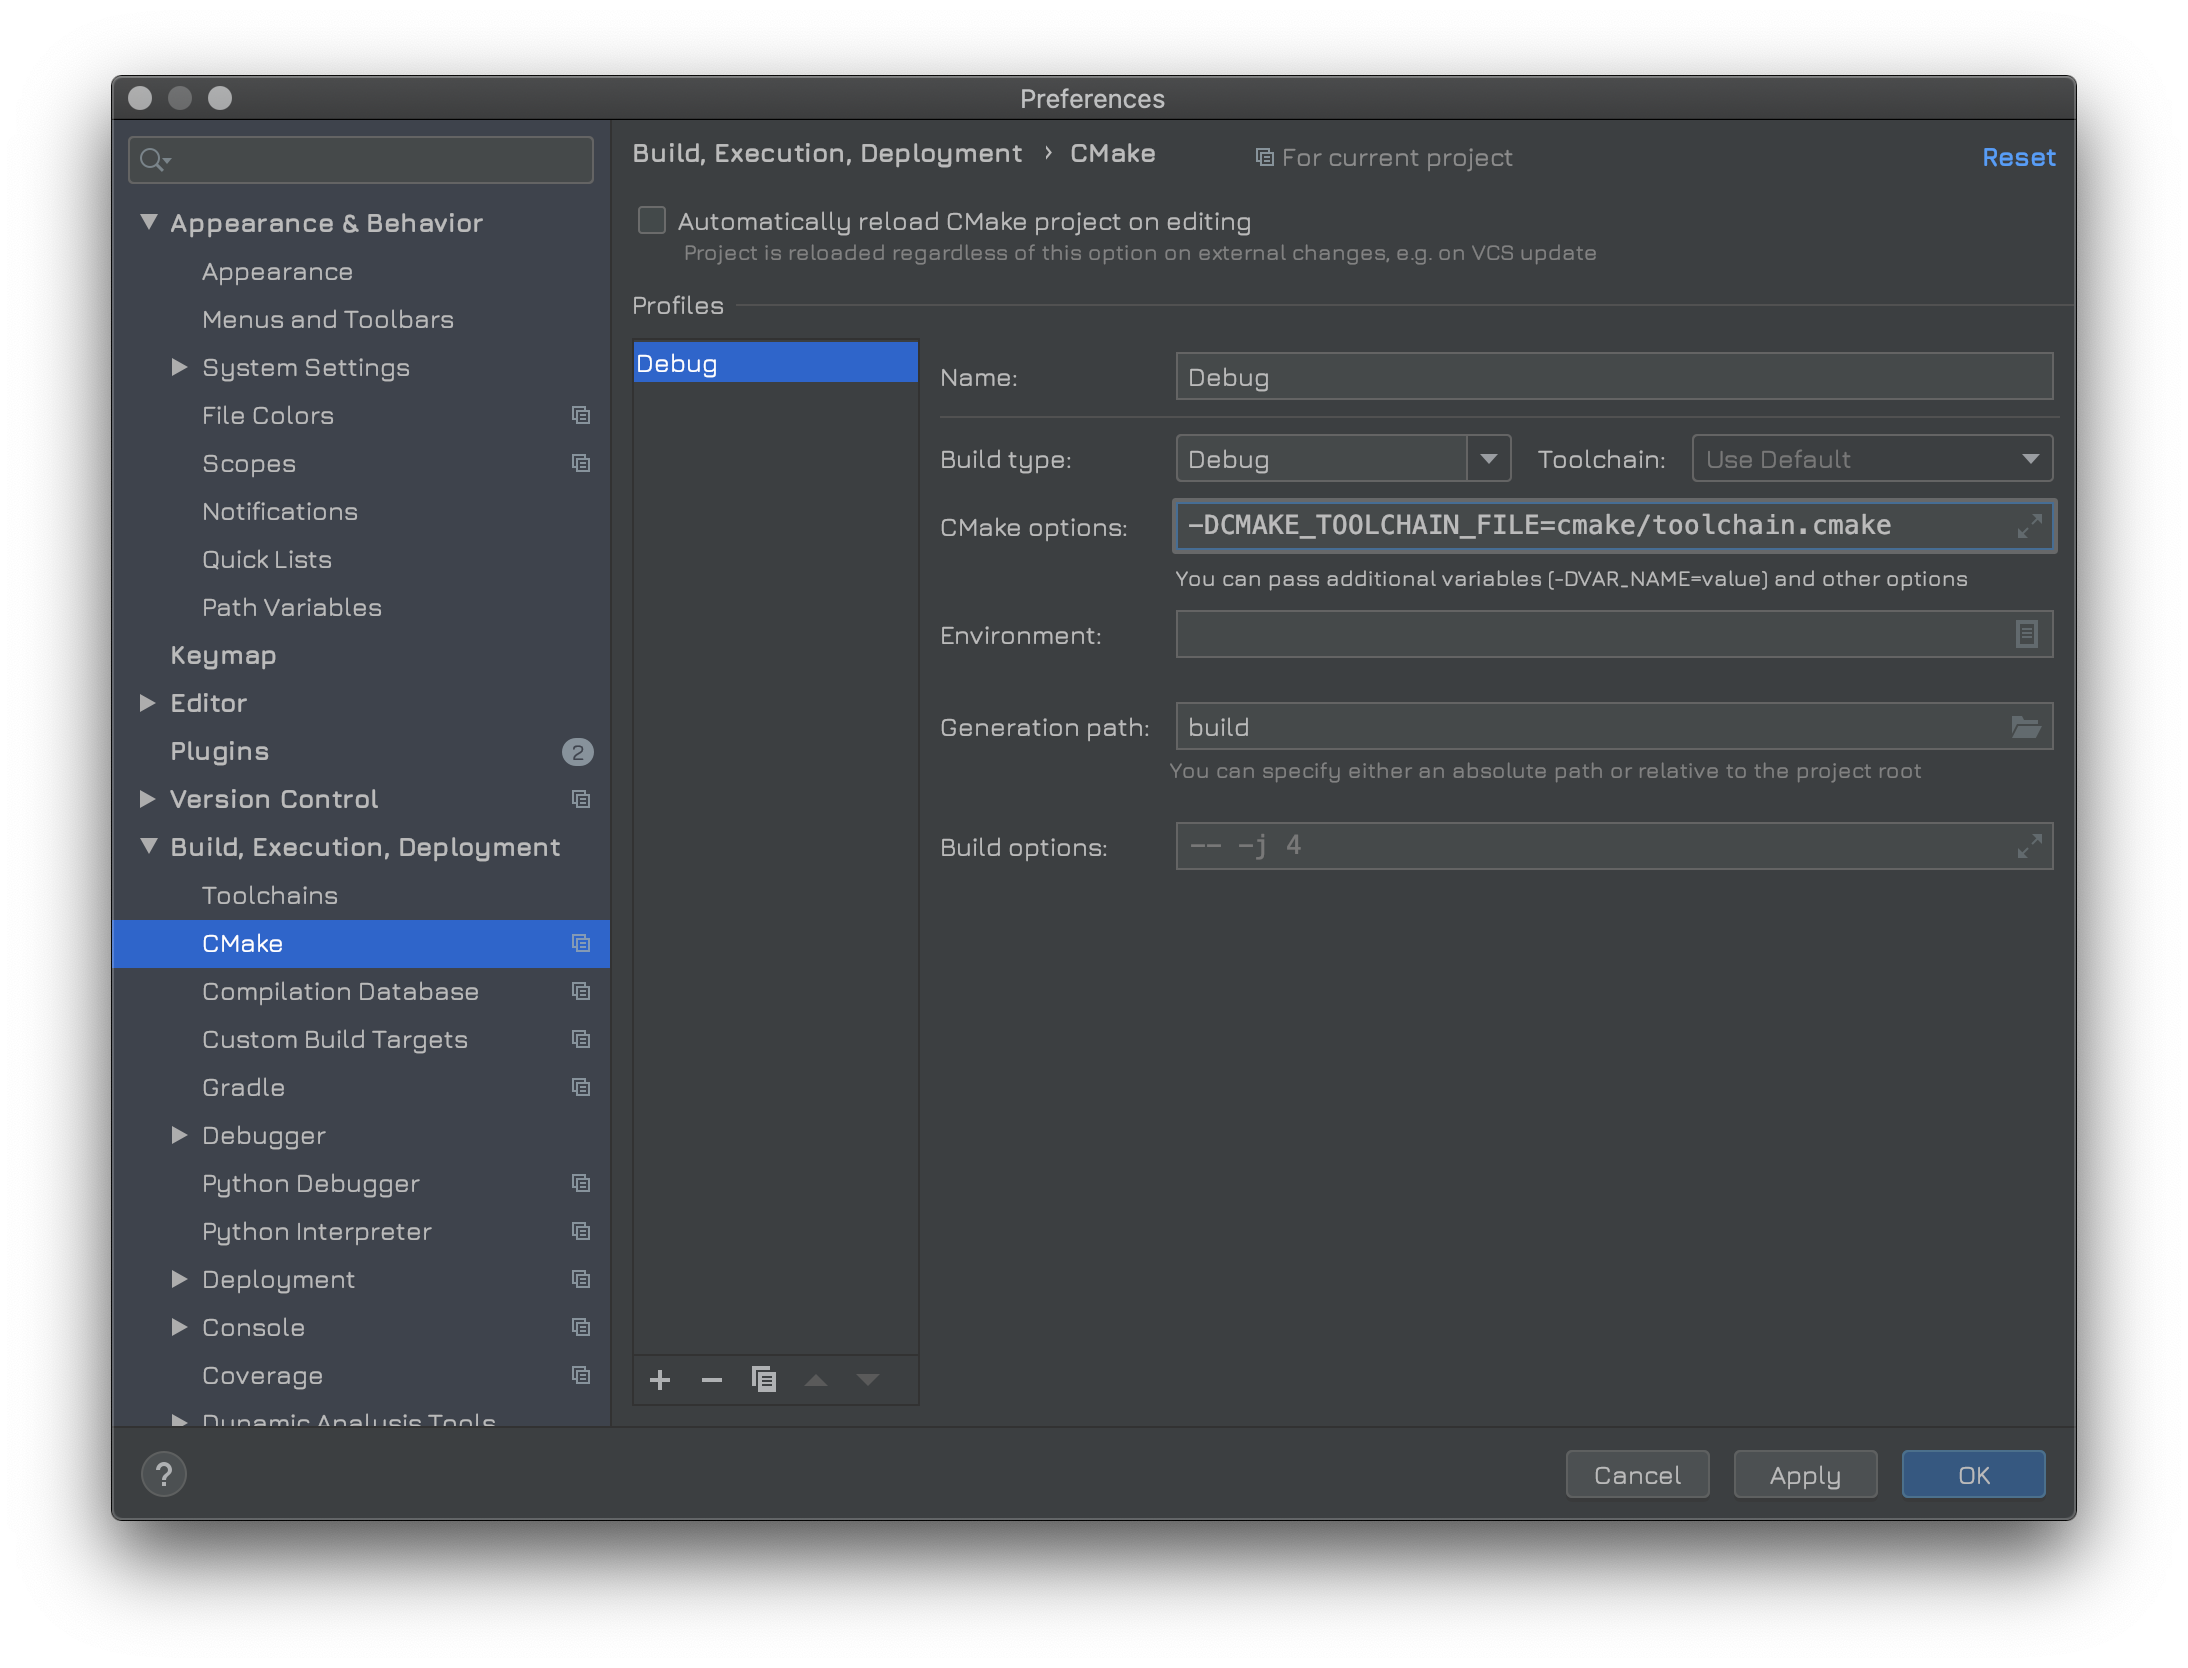 Preferences
Appearance & Behavior
Appearance
Menus and Toolbars
System Settings
File Colors
Scopes
Notifications
Quick Lists
Path Variables
Keymap
Editor
Plugins 2
Version Control
Build, Execution, Deployment
Toolchains
CMake
Compilation Database
Custom Build Targets
Gradle
Debugger
Python Debugger
Python Interpreter
Deployment
Console
Coverage
Dynamic Analysis Tools
Build, Execution, Deployment › CMake For current project Reset
Automatically reload CMake project on editing
Project is reloaded regardless of this option on external changes, e.g. on VCS update
Profiles
Debug
Name: Debug
Build type: Debug Toolchain: Use Default
CMake options: -DCMAKE_TOOLCHAIN_FILE=cmake/toolchain.cmake
You can pass additional variables (-DVAR_NAME=value) and other options
Environment:
Generation path: build
You can specify either an absolute path or relative to the project root
Build options: -- -j 4
? Cancel Apply OK